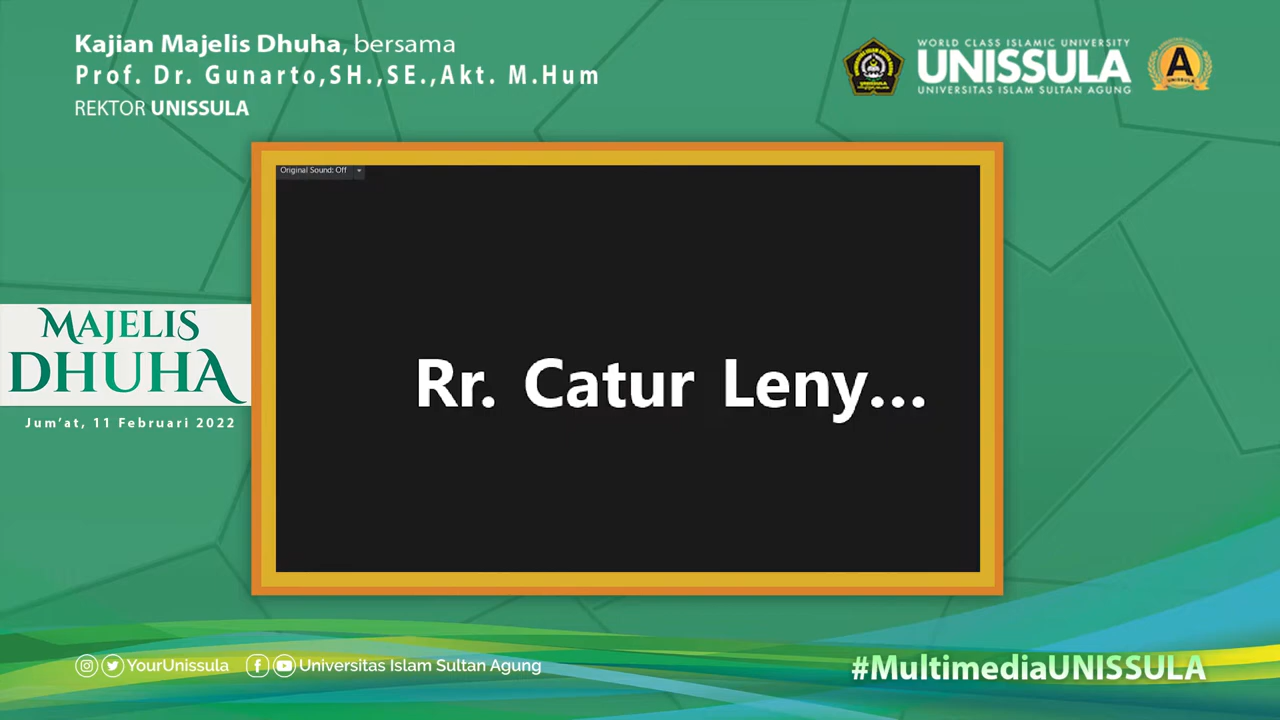 Kajian Majelis Dhuha, bersama
Prof. Dr. Gunarto,SH.,SE.,Akt. M.Hum
REKTOR UNISSULA
WORLD CLASS ISLAMIC UNIVERSITY
UNISSULA
UNIVERSITAS ISLAM SULTAN AGUNG
A
UNISSULA
Original Sound: Off
Rr. Catur Leny...
MAJELIS
DHUHA
Jum'at, 11 Februari 2022
YourUnissula
Universitas Islam Sultan Agung
#MultimediaUNISSULA